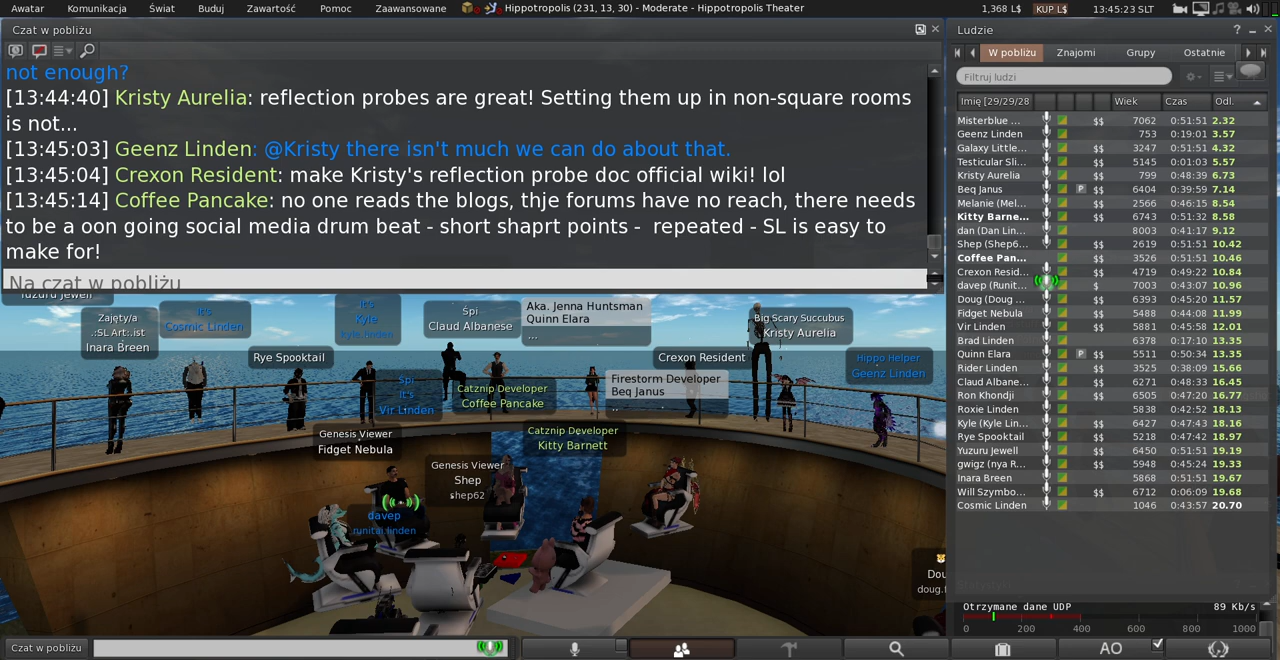 Awatar Komunikacja Świat Buduj Zawartość Pomoc Zaawansowane Hippotropolis (231, 13, 30) - Moderate - Hippotropolis Theater 1,368 L$ KUP L$ 13:45:23 SLT
Czat w pobliżu
not enough?
[13:44:40] Kristy Aurelia: reflection probes are great! Setting them up in non-square rooms
is not...
[13:45:03] Geenz Linden: @Kristy there isn't much we can do about that.
[13:45:04] Crexon Resident: make Kristy's reflection probe doc official wiki! lol
[13:45:14] Coffee Pancake: no one reads the blogs, thje forums have no reach, there needs
to be a oon going social media drum beat - short shaprt points - repeated - SL is easy to
make for!
Na czat w pobliżu
Yuzuru Jewell
Zajęty/a
.:SL Art:.ist
Inara Breen
It's
Cosmic Linden
It's
Kyle
kyle.linden
Śpi
Claud Albanese
Aka. Jenna Huntsman
Quinn Elara
...
Big Scary Succubus
Kristy Aurelia
Rye Spooktail
Crexon Resident
Hippo Helper
Geenz Linden
Śpi
It's
Vir Linden
Catznip Developer
Coffee Pancake
Firestorm Developer
Beq Janus
Genesis Viewer
Fidget Nebula
Catznip Developer
Kitty Barnett
Genesis Viewer
Shep
shep62
davep
runitai.linden
Dou
doug.
Czat w pobliżu
AO
Ludzie
W pobliżu Znajomi Grupy Ostatnie
Filtruj ludzi
Imię [29/29/28 Wiek Czas Odl.
Misterblue ... $$ 7062 0:51:51 2.32
Geenz Linden 753 0:19:01 3.57
Galaxy Little... $$ 3247 0:51:51 4.32
Testicular Sli... $$ 5145 0:01:03 5.57
Kristy Aurelia $$ 799 0:48:39 6.73
Beq Janus P $$ 6404 0:39:59 7.14
Melanie (Mel... $$ 2566 0:46:15 8.54
Kitty Barne... $$ 6743 0:51:32 8.58
dan (Dan Lin... 8003 0:41:17 9.12
Shep (Shep6... $$ 2619 0:51:51 10.42
Coffee Pan... $$ 3526 0:51:51 10.46
Crexon Resid... $$ 4719 0:49:22 10.84
davep (Runit... $ 7003 0:43:07 10.96
Doug (Doug ... $$ 6393 0:45:20 11.57
Fidget Nebula $$ 5488 0:44:08 11.99
Vir Linden $$ 5881 0:45:58 12.01
Brad Linden 6378 0:17:10 13.35
Quinn Elara P $$ 5511 0:50:34 13.35
Rider Linden $$ 3525 0:38:09 15.66
Claud Albane... $$ 6271 0:48:33 16.45
Ron Khondji $$ 6505 0:47:20 16.77
Roxie Linden 5838 0:42:52 18.13
Kyle (Kyle Lin... $$ 6427 0:47:43 18.16
Rye Spooktail $$ 5218 0:47:42 18.97
Yuzuru Jewell $$ 6450 0:51:51 19.19
gwigz (nya R... $$ 5948 0:45:24 19.33
Inara Breen 5868 0:51:51 19.67
Will Szymbo... $$ 6712 0:06:09 19.68
Cosmic Linden 1046 0:43:57 20.70
Otrzymane dane UDP 89 Kb/s
0 200 400 600 800 1000